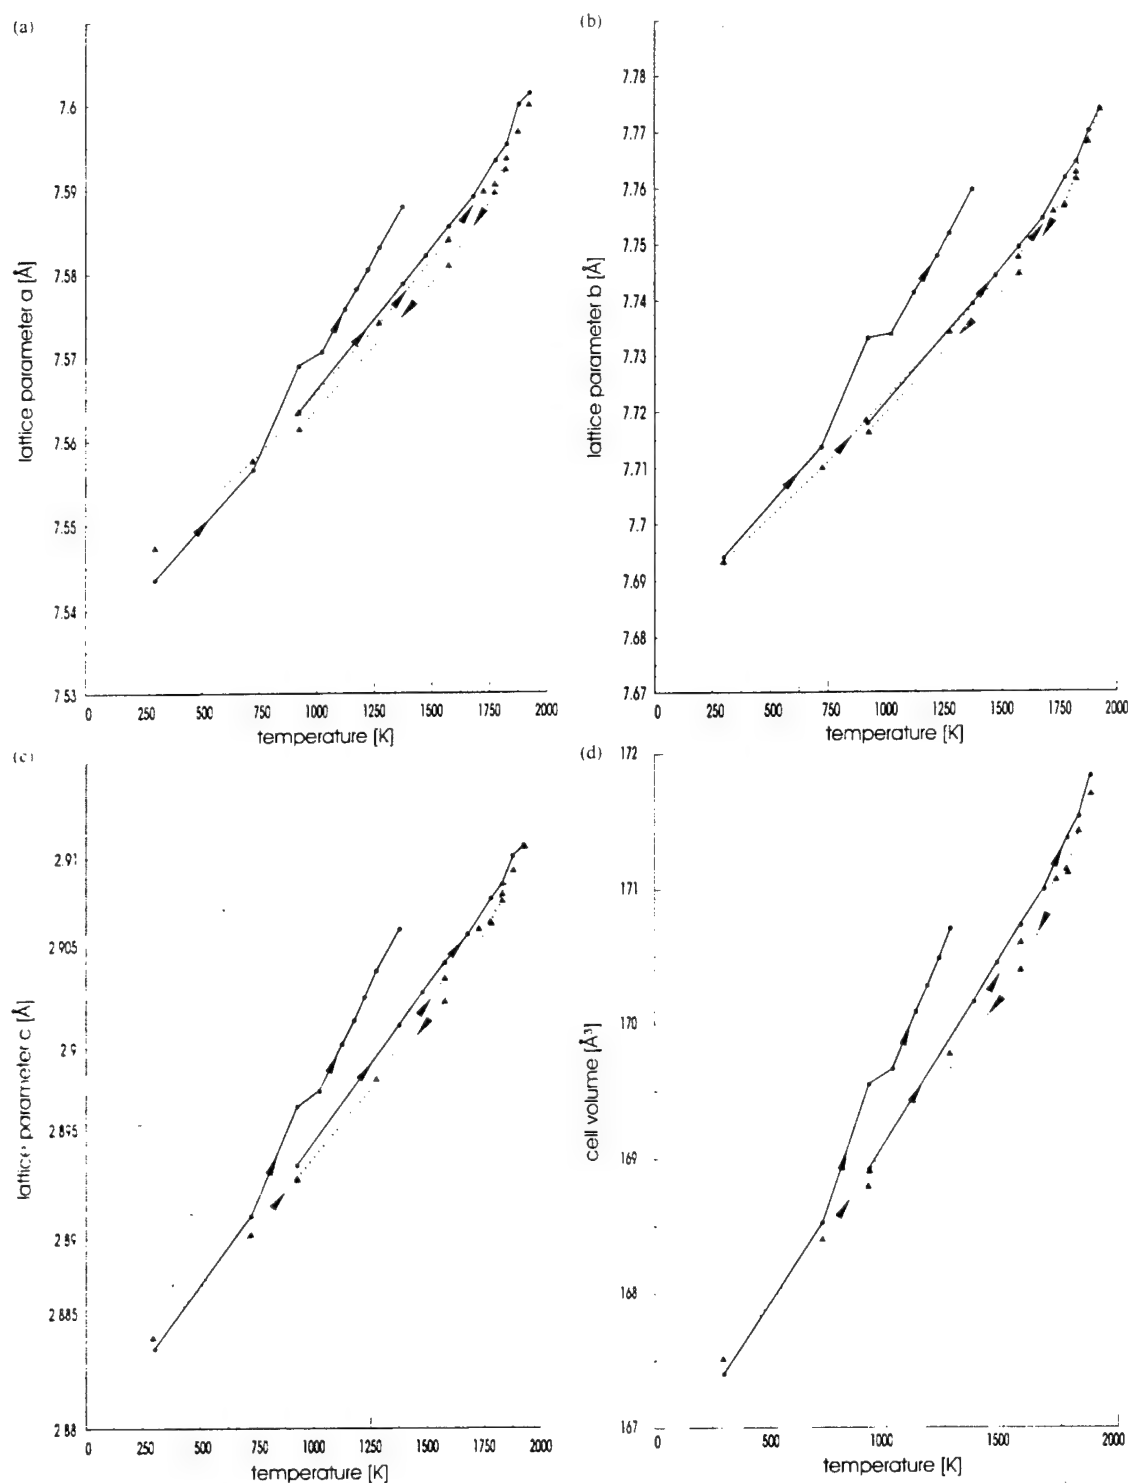 (a)
7.6
7.59
7.58
7.57
7.56
7.55
7.54
7.53
lattice parameter a [Å]
0 250 500 750 1000 1250 1500 1750 2000
temperature [K]
(b)
7.78
7.77
7.76
7.75
7.74
7.73
7.72
7.71
7.7
7.69
7.68
7.67
lattice parameter b [Å]
0 250 500 750 1000 1250 1500 1750 2000
temperature [K]
(c)
2.91
2 905
2 9
2 895
2 89
2 885
2 88
lattice parameter c [Å]
0 250 500 750 1000 1250 1500 1750 2000
temperature [K]
(d)
172
171
170
169
168
167
cell volume [Å³]
0 500 1000 1500 2000
temperature [K]